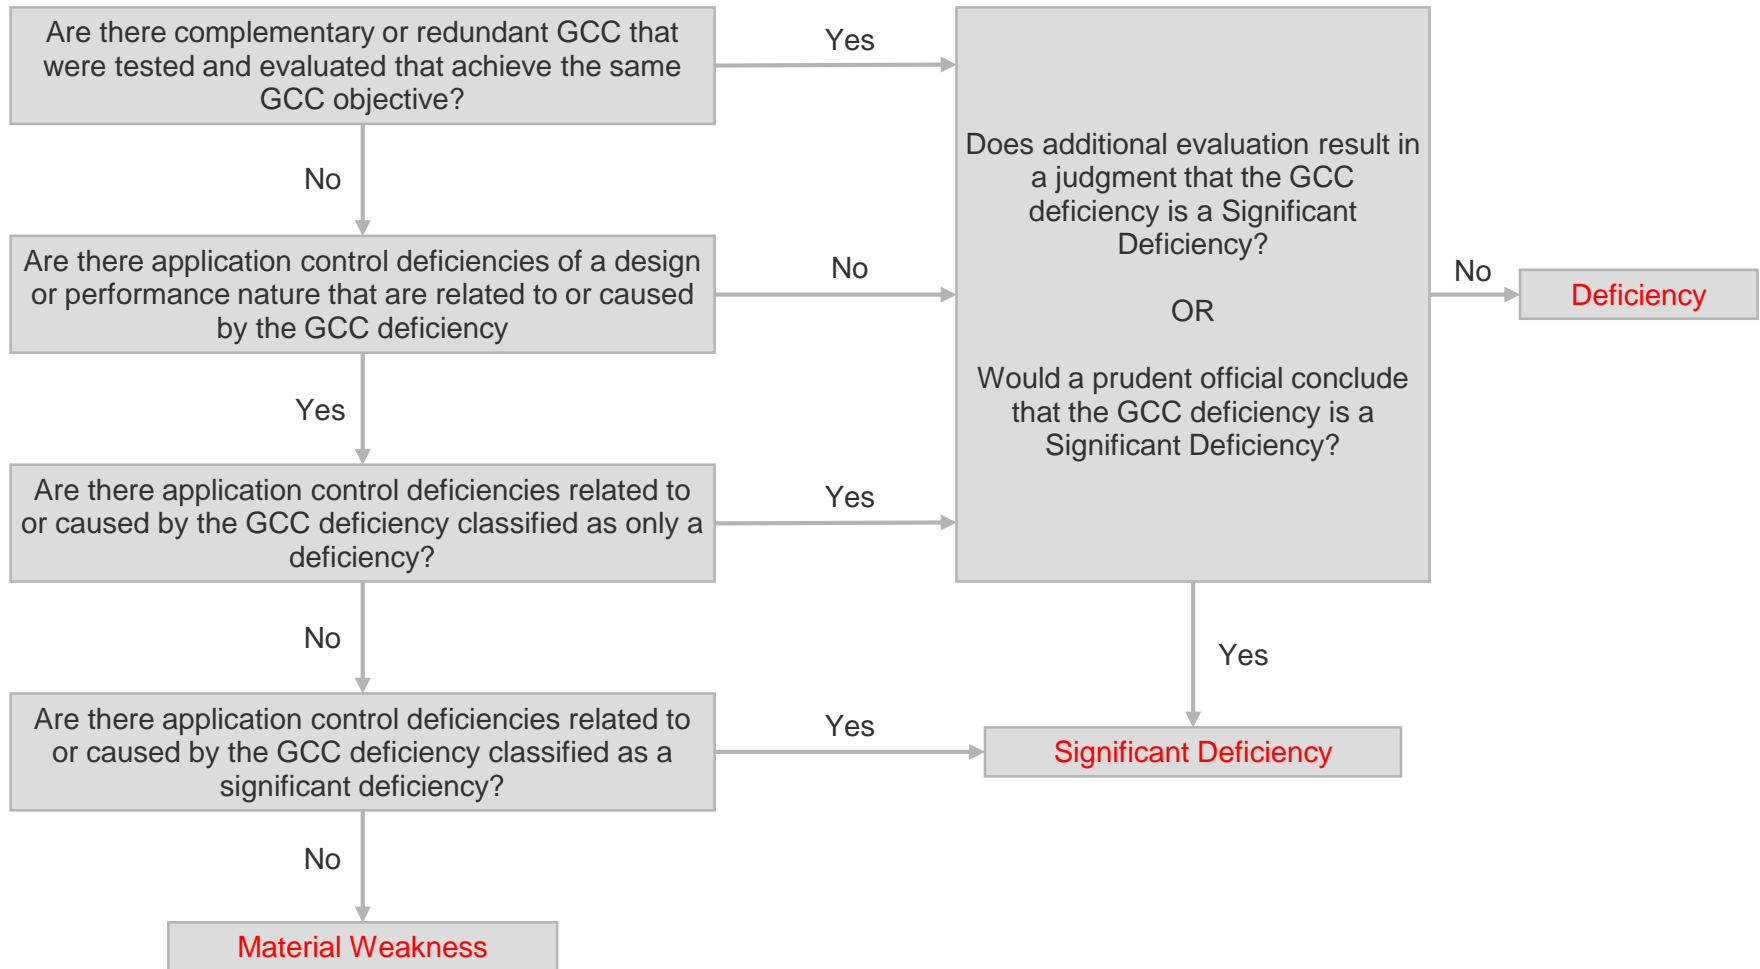 Are there complementary or redundant GCC that
were tested and evaluated that achieve the same
GCC objective?
Yes
No
Does additional evaluation result in
a judgment that the GCC
deficiency is a Significant
Deficiency?
OR
Would a prudent official conclude
that the GCC deficiency is a
Significant Deficiency?
Are there application control deficiencies of a design
or performance nature that are related to or caused
by the GCC deficiency
No
Yes
No
Deficiency
Are there application control deficiencies related to
or caused by the GCC deficiency classified as only a
deficiency?
Yes
No
Yes
Are there application control deficiencies related to
or caused by the GCC deficiency classified as a
significant deficiency?
Yes
Significant Deficiency
No
Material Weakness